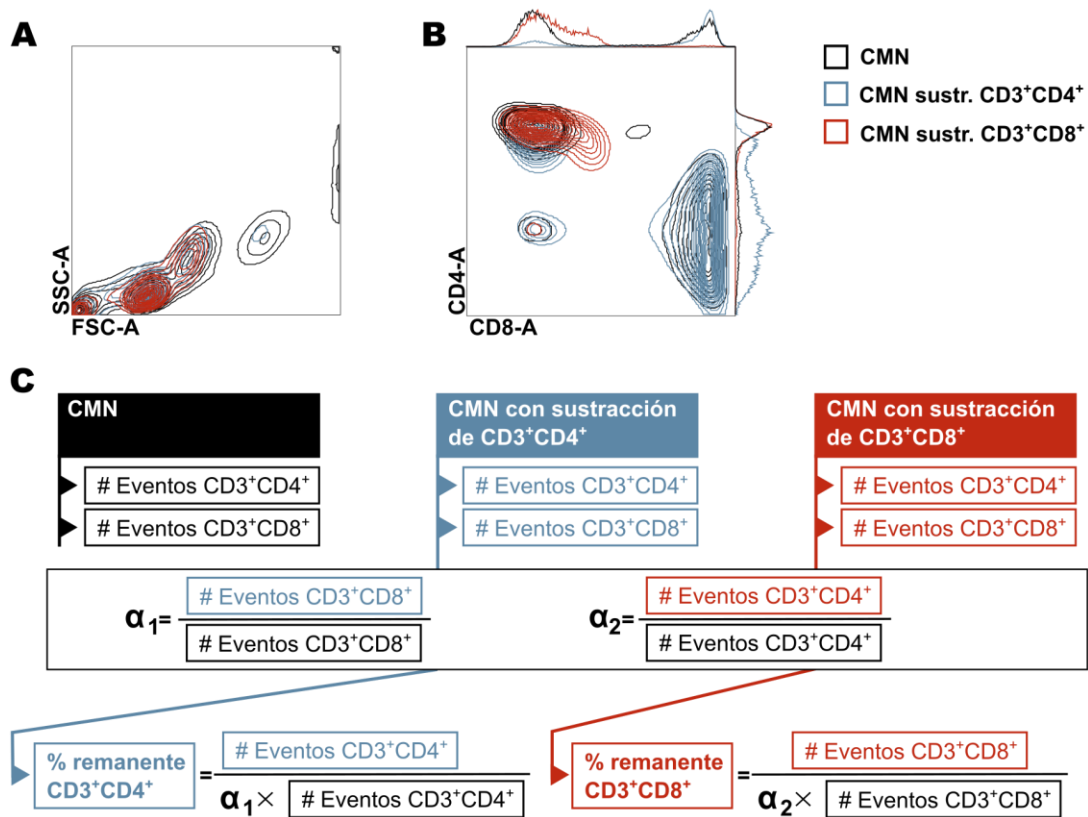 A
SSC-A
FSC-A
B
CD4-A
CD8-A
CMN
CMN sustr. CD3⁺CD4⁺
CMN sustr. CD3⁺CD8⁺
C
CMN
# Eventos CD3⁺CD4⁺
# Eventos CD3⁺CD8⁺
CMN con sustracción
de CD3⁺CD4⁺
# Eventos CD3⁺CD4⁺
# Eventos CD3⁺CD8⁺
CMN con sustracción
de CD3⁺CD8⁺
# Eventos CD3⁺CD4⁺
# Eventos CD3⁺CD8⁺
α₁=
# Eventos CD3⁺CD8⁺
# Eventos CD3⁺CD8⁺
α₂=
# Eventos CD3⁺CD4⁺
# Eventos CD3⁺CD4⁺
% remanente
CD3⁺CD4⁺
=
# Eventos CD3⁺CD4⁺
α₁× # Eventos CD3⁺CD4⁺
% remanente
CD3⁺CD8⁺
=
# Eventos CD3⁺CD8⁺
α₂× # Eventos CD3⁺CD8⁺